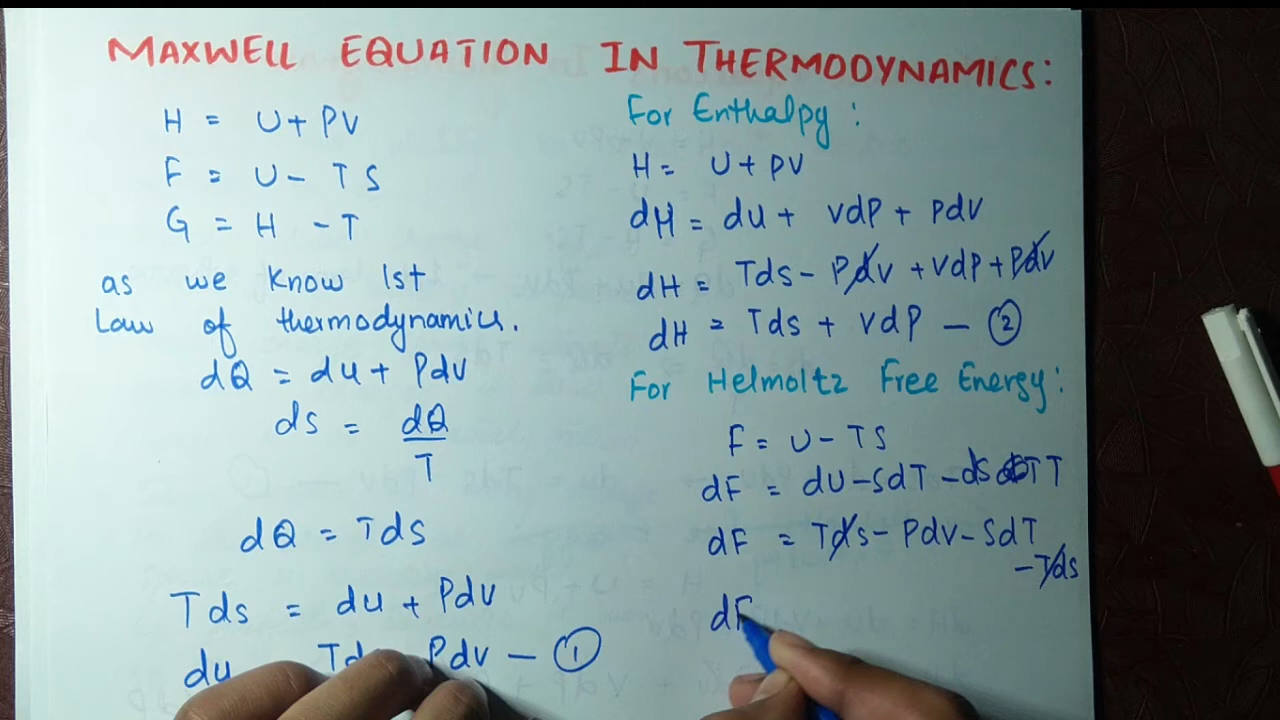 MAXWELL EQUATION IN THERMODYNAMICS:
H = U + PV
F = U - TS
G = H - T
as we know 1st
Law of thermodynamics.
dQ = du + Pdv
ds = dQ/T
dQ = Tds
Tds = du + Pdv
du Pdv - ①
For Enthalpy:
H = U + PV
dH = du + vdP + Pdv
dH = Tds - Pdv + vdP + Pdv
dH = Tds + vdP - ②
For Helmoltz Free Energy:
F = U - TS
dF = dU - SdT - ds T
dF = Tds - Pdv - SdT
- Tds
dF